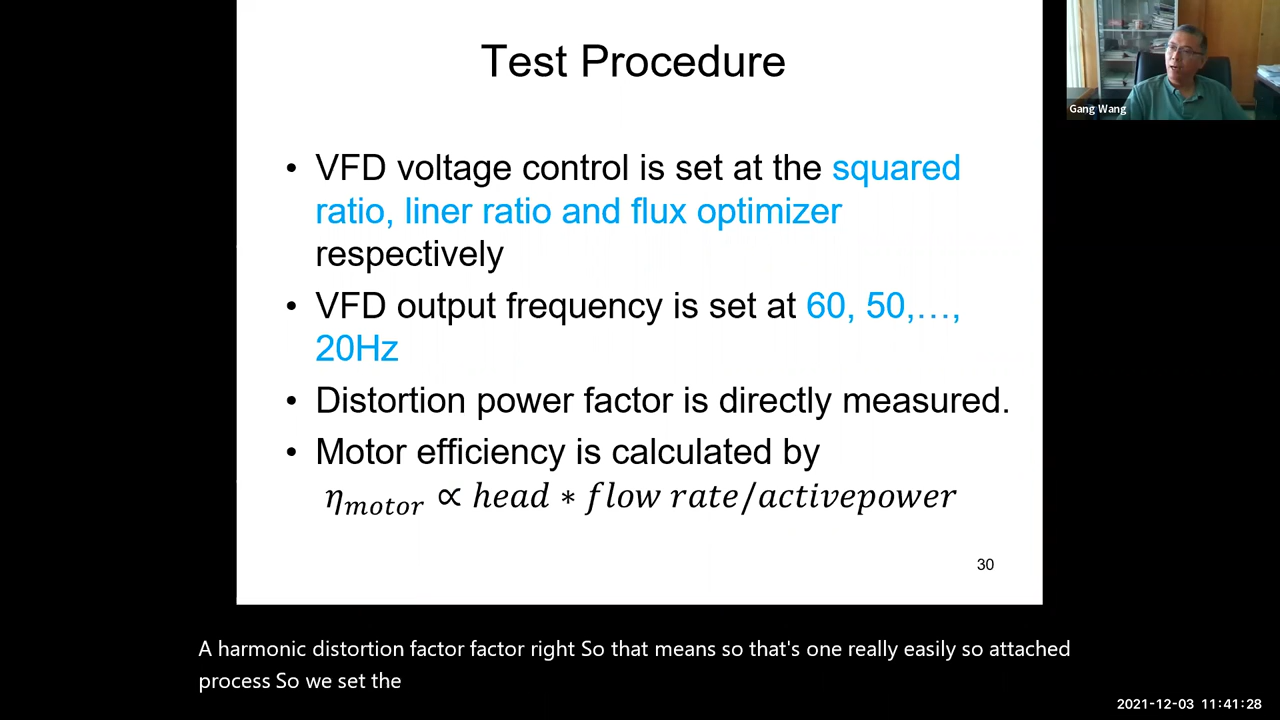 Test Procedure
Gang Wang
• VFD voltage control is set at the squared
ratio, liner ratio and flux optimizer
respectively
• VFD output frequency is set at 60, 50,…,
20Hz
• Distortion power factor is directly measured.
• Motor efficiency is calculated by
η_motor ∝ head ∗ flow rate/activepower
30
A harmonic distortion factor factor right So that means so that's one really easily so attached
process So we set the
2021-12-03 11:41:28